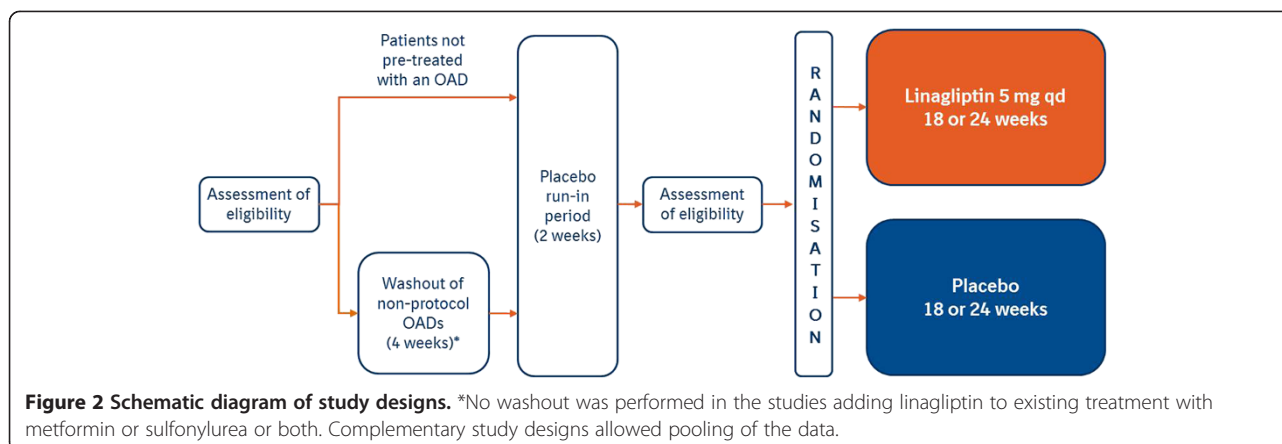 Patients not
pre-treated
with an OAD
Assessment of
eligibility
Washout of
non-protocol
OADs
(4 weeks)*
Placebo
run-in
period
(2 weeks)
Assessment
of eligibility
R
A
N
D
O
M
I
S
A
T
I
O
N
Linagliptin 5 mg qd
18 or 24 weeks
Placebo
18 or 24 weeks
Figure 2 Schematic diagram of study designs. *No washout was performed in the studies adding linagliptin to existing treatment with
metformin or sulfonylurea or both. Complementary study designs allowed pooling of the data.